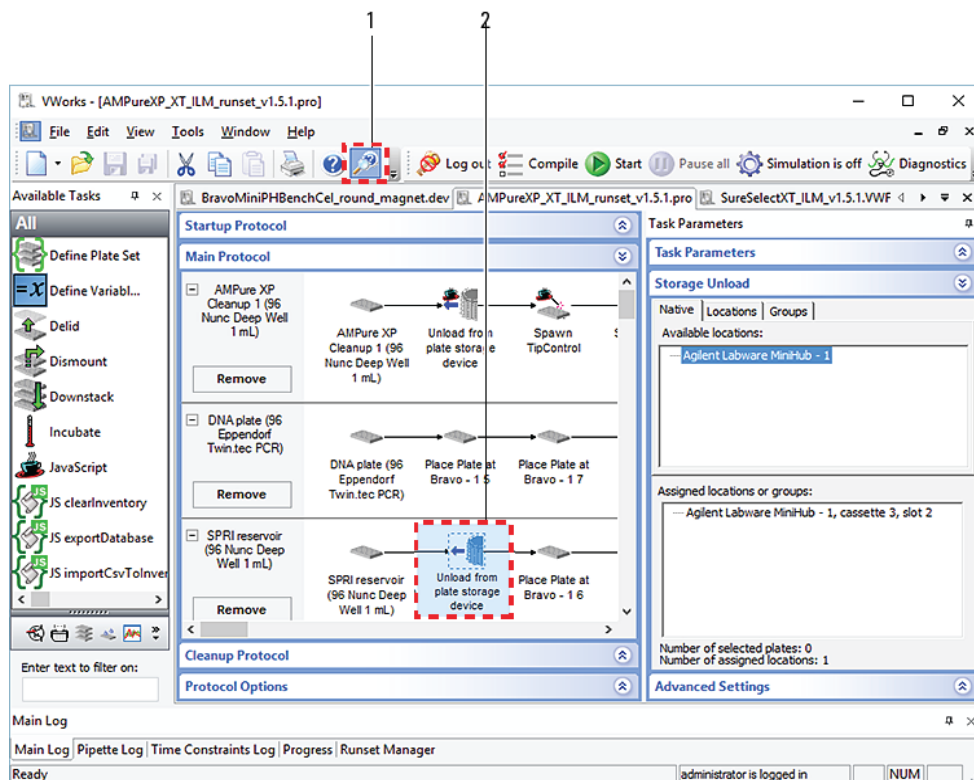 1
2
VWorks - [AMPureXP_XT_ILM_runset_v1.5.1.pro]
File Edit View Tools Window Help
Log out Compile Start Pause all Simulation is off Diagnostics
Available Tasks
BravoMiniPHBenchCel_round_magnet.dev AMPureXP_XT_ILM_runset_v1.5.1.pro SureSelectXT_ILM_v1.5.1.VWF
All
Define Plate Set
Define Variabl...
Delid
Dismount
Downstack
Incubate
JavaScript
JS clearInventory
JS exportDatabase
JS importCsvToInver
Enter text to filter on:
Startup Protocol
Main Protocol
AMPure XP
Cleanup 1 (96
Nunc Deep Well
1 mL)
Remove
AMPure XP
Cleanup 1 (96
Nunc Deep Well
1 mL)
Unload from
plate storage
device
Spawn
TipControl
DNA plate (96
Eppendorf
Twin.tec PCR)
Remove
DNA plate (96
Eppendorf
Twin.tec PCR)
Place Plate at
Bravo - 1 5
Place Plate at
Bravo - 1 7
SPRI reservoir
(96 Nunc Deep
Well 1 mL)
Remove
SPRI reservoir
(96 Nunc Deep
Well 1 mL)
Unload from
plate storage
device
Place Plate at
Bravo - 1 6
Cleanup Protocol
Protocol Options
Task Parameters
Task Parameters
Storage Unload
Native Locations Groups
Available locations:
Agilent Labware MiniHub - 1
Assigned locations or groups:
Agilent Labware MiniHub - 1, cassette 3, slot 2
Number of selected plates: 0
Number of assigned locations: 1
Advanced Settings
Main Log
Main Log Pipette Log Time Constraints Log Progress Runset Manager
Ready administrator is logged in NUM